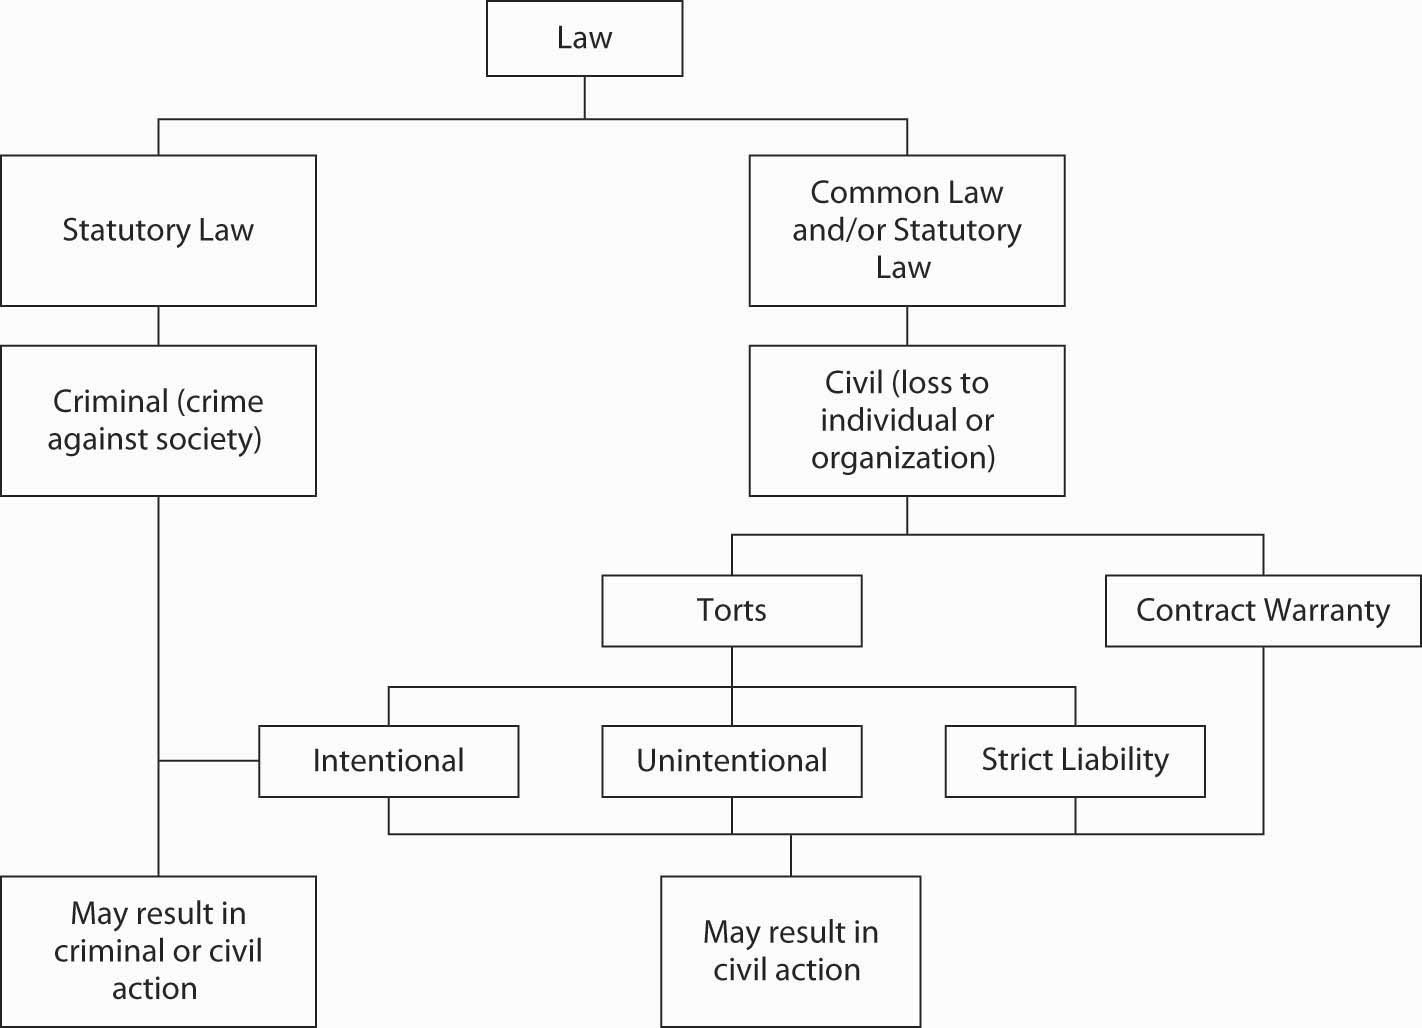 Law
Statutory Law
Common Law
and/or Statutory
Law
Criminal (crime
against society)
Civil (loss to
individual or
organization)
Torts
Contract Warranty
Intentional
Unintentional
Strict Liability
May result in
criminal or civil
action
May result in
civil action